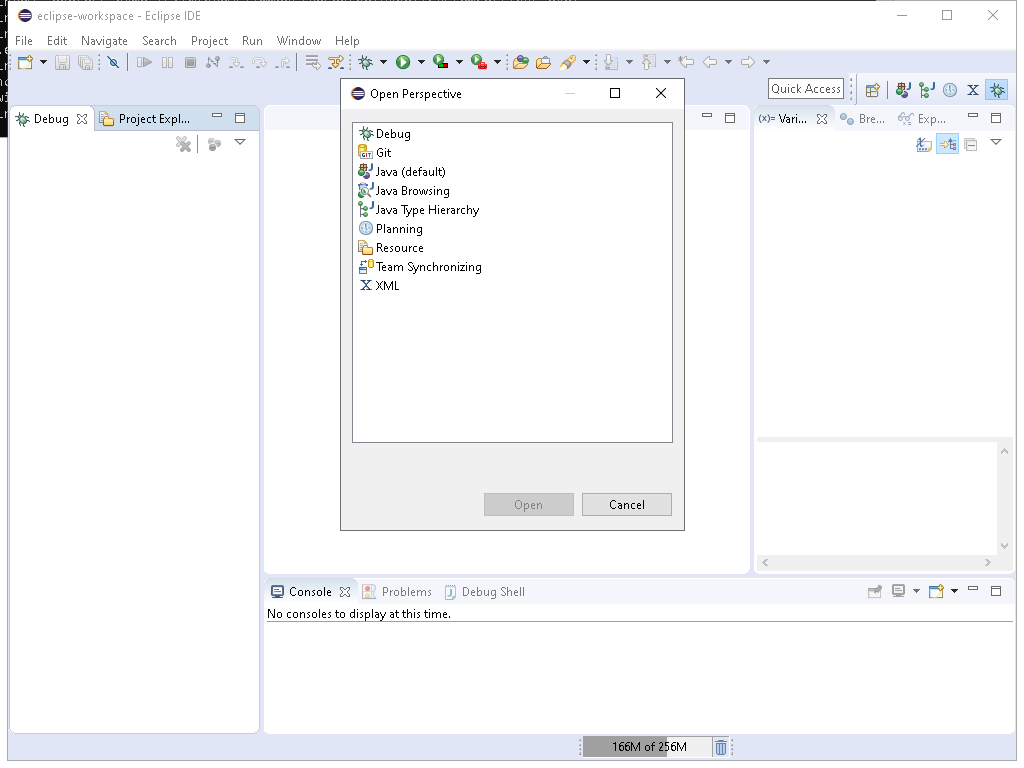 eclipse-workspace - Eclipse IDE
File Edit Navigate Search Project Run Window Help
Quick Access
Open Perspective
Debug
Git
Java (default)
Java Browsing
Java Type Hierarchy
Planning
Resource
Team Synchronizing
XML
Open Cancel
Debug Project Expl...
(x)= Vari... Bre... Exp...
Console Problems Debug Shell
No consoles to display at this time.
166M of 256M